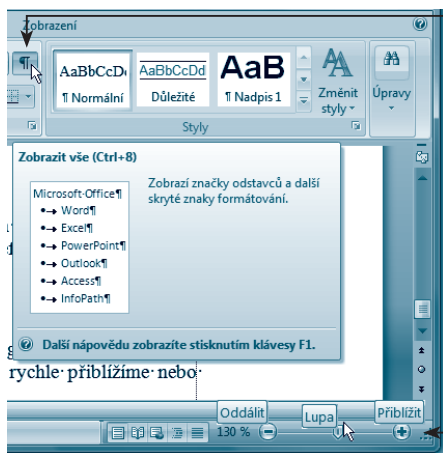 Zobrazení
¶
AaBbCcDd AaBbCcDd AaB
¶ Normální Důležité ¶ Nadpis 1 Změnit styly Úpravy
Styly
Zobrazit vše (Ctrl+8)
Microsoft·Office¶
Word¶
Excel¶
PowerPoint¶
Outlook¶
Access¶
InfoPath¶
Zobrazí značky odstavců a další
skryté znaky formátování.
Další nápovědu zobrazíte stisknutím klávesy F1.
rychle·přiblížíme·nebo·
Oddálit Lupa Přiblížit
130 %